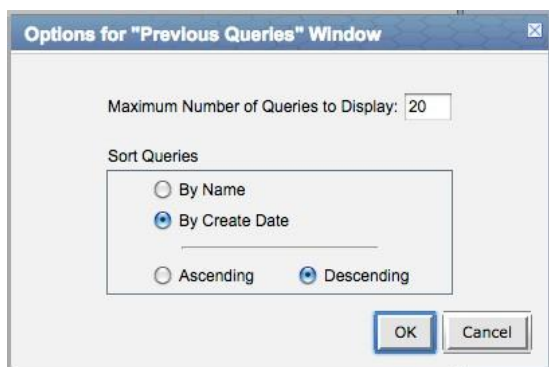 Options for "Previous Queries" Window
Maximum Number of Queries to Display: 20
Sort Queries
By Name
By Create Date
Ascending Descending
OK Cancel